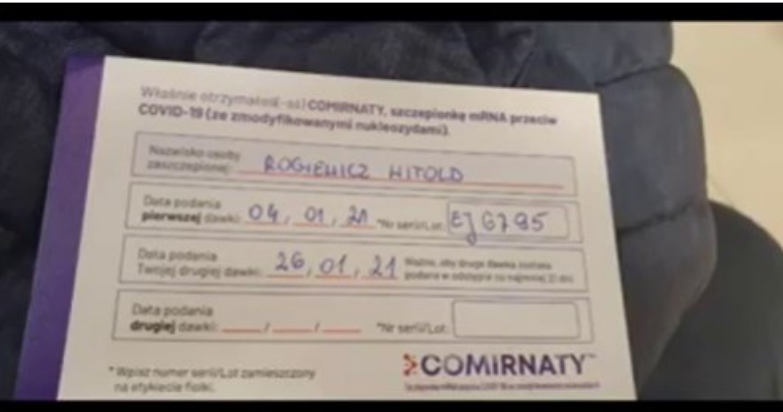 Właśnie otrzymałeś(-aś) COMIRNATY, szczepionkę mRNA przeciw
COVID-19 (ze zmodyfikowanymi nukleozydami).
Nazwisko osoby
zaszczepionej: ROGIEWICZ WITOLD
Data podania
pierwszej dawki: 04, 01, 21 *Nr serii/Lot: EJ6795
Data podania
Twojej drugiej dawki: 26, 01, 21 Ważne, aby druga dawka została
podana w odstępie co najmniej 21 dni.
Data podania
drugiej dawki: / / *Nr serii/Lot:
* Wpisz numer serii/Lot zamieszczony
na etykiecie fiolki.
COMIRNATY™